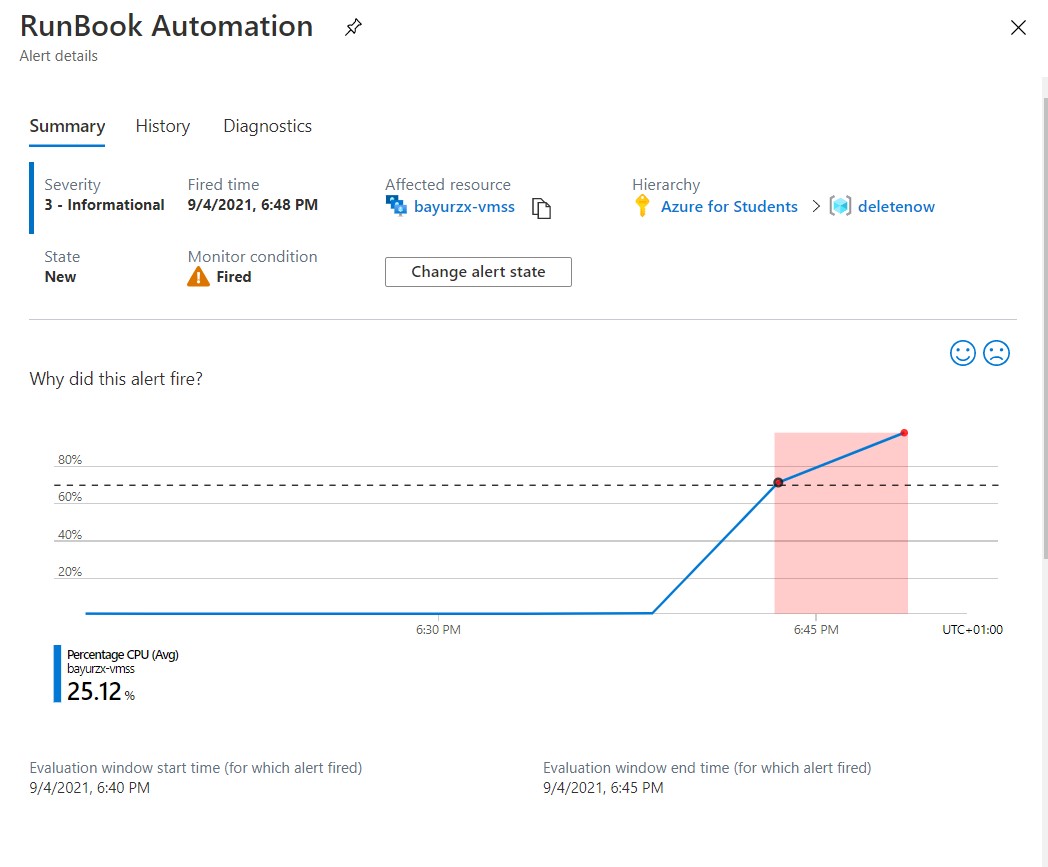 RunBook Automation
Alert details
Summary History Diagnostics
Severity Fired time Affected resource Hierarchy
3 - Informational 9/4/2021, 6:48 PM bayurzx-vmss Azure for Students > deletenow
State Monitor condition
New Fired Change alert state
Why did this alert fire?
80%
60%
40%
20%
6:30 PM 6:45 PM UTC+01:00
Percentage CPU (Avg)
bayurzx-vmss
25.12 %
Evaluation window start time (for which alert fired) Evaluation window end time (for which alert fired)
9/4/2021, 6:40 PM 9/4/2021, 6:45 PM